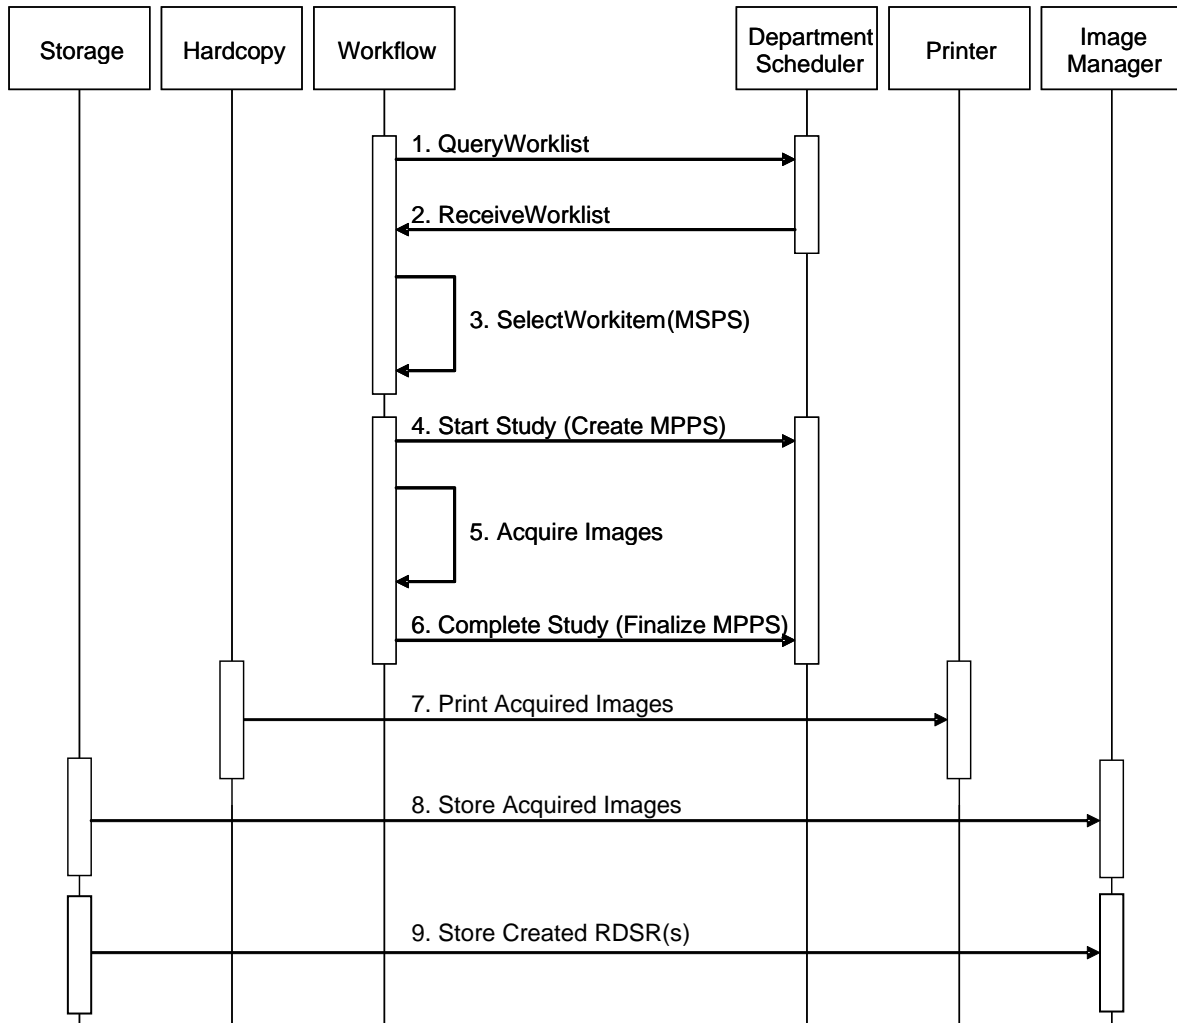 Storage
Hardcopy
Workflow
Department
Scheduler
Printer
Image
Manager
1. QueryWorklist
2. ReceiveWorklist
3. SelectWorkitem(MSPS)
4. Start Study (Create MPPS)
5. Acquire Images
6. Complete Study (Finalize MPPS)
7. Print Acquired Images
8. Store Acquired Images
9. Store Created RDSR(s)